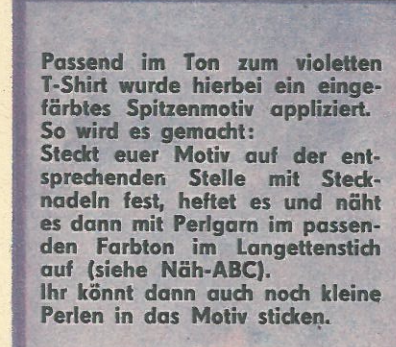 Passend im Ton zum violetten
T-Shirt wurde hierbei ein einge-
färbtes Spitzenmotiv appliziert.
So wird es gemacht:
Steckt euer Motiv auf der ent-
sprechenden Stelle mit Steck-
nadeln fest, heftet es und näht
es dann mit Perlgarn im passen-
den Farbton im Langettenstich
auf (siehe Näh-ABC).
Ihr könnt dann auch noch kleine
Perlen in das Motiv sticken.